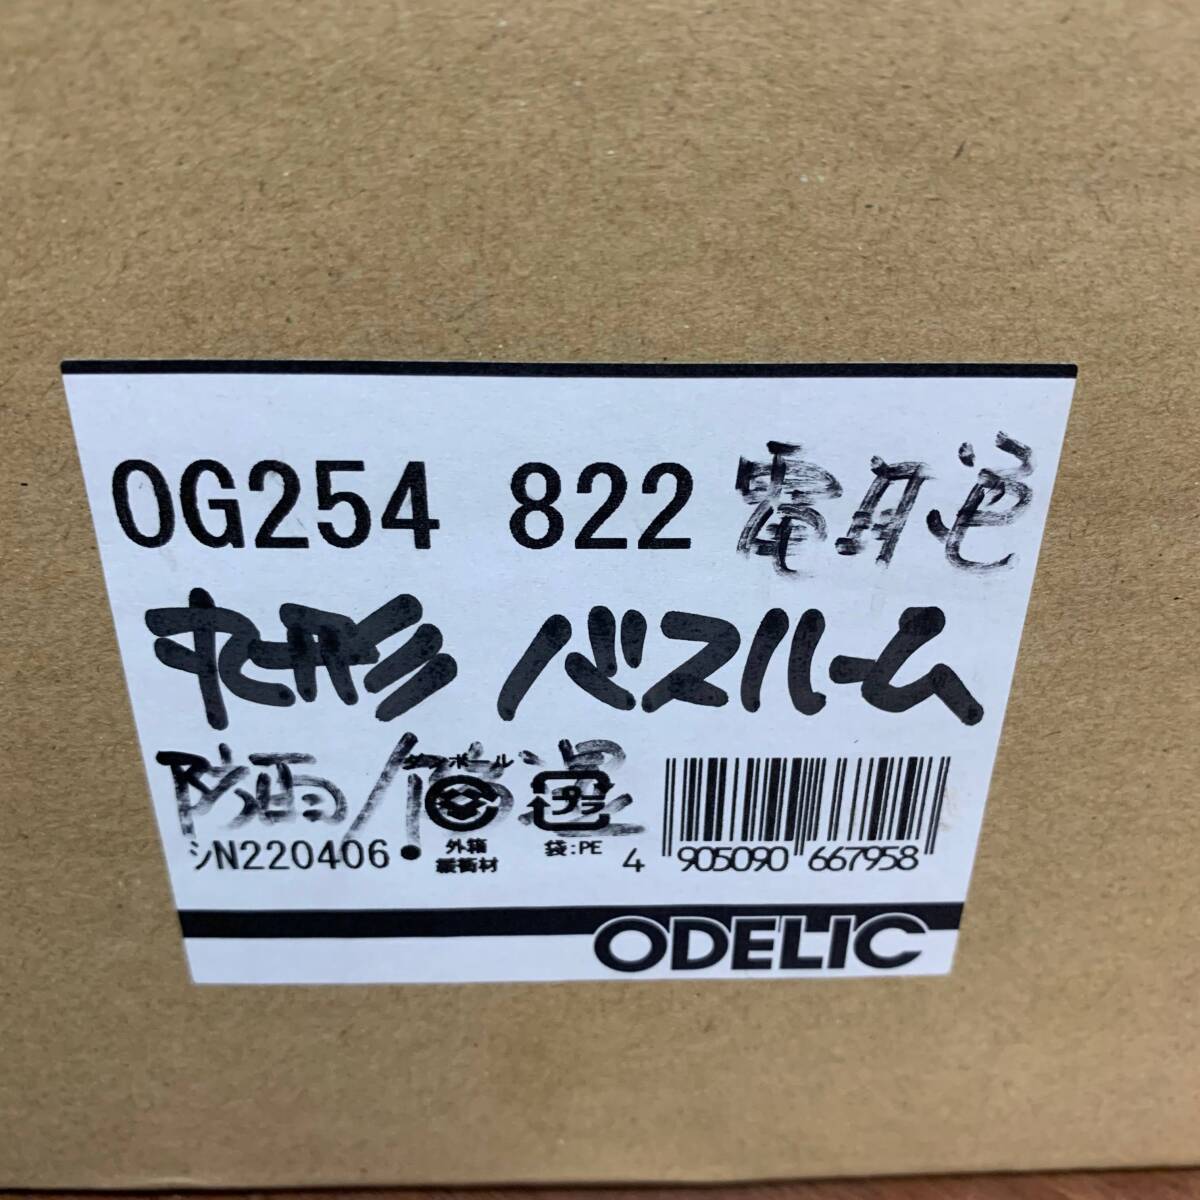 OG254 822 電球色
丸形 バスルーム
防雨/防湿
ダンボール
プラ
シN220406
外箱
緩衝材
袋:PE
4 905090 667958
ODELIC